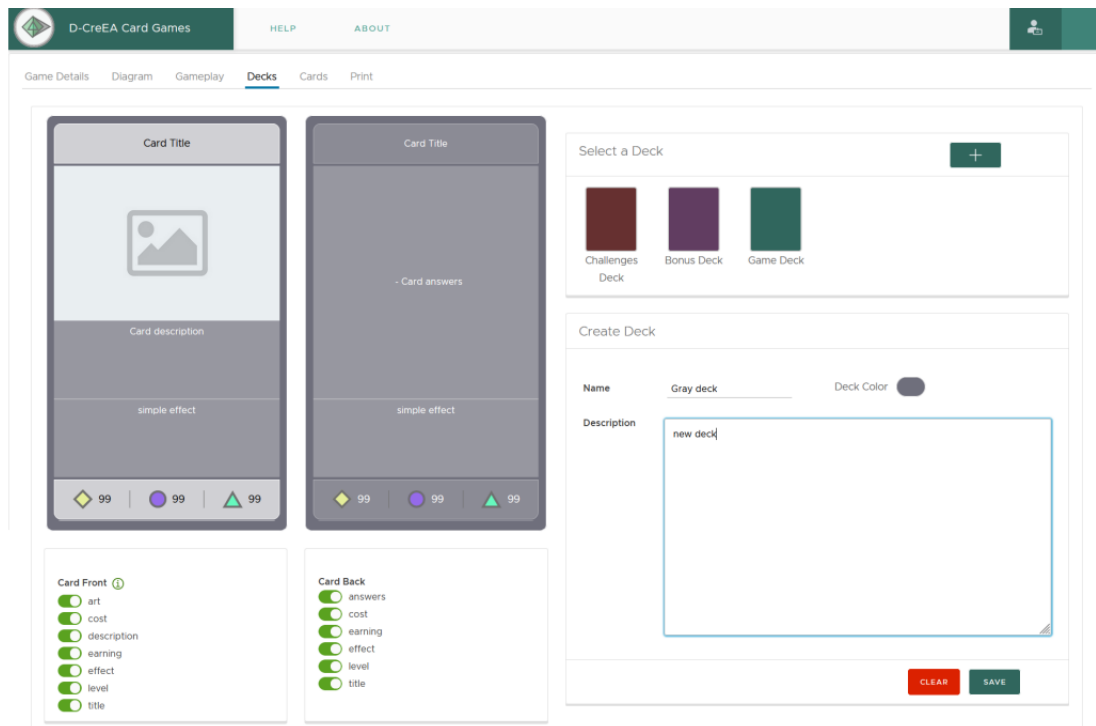 D-CreEA Card Games HELP ABOUT
Game Details Diagram Gameplay Decks Cards Print
Card Title
Card description
simple effect
99 99 99
Card Title
- Card answers
simple effect
99 99 99
Select a Deck +
Challenges Deck
Bonus Deck
Game Deck
Create Deck
Name Gray deck Deck Color
Description new deck
CLEAR SAVE
Card Front
art
cost
description
earning
effect
level
title
Card Back
answers
cost
earning
effect
level
title